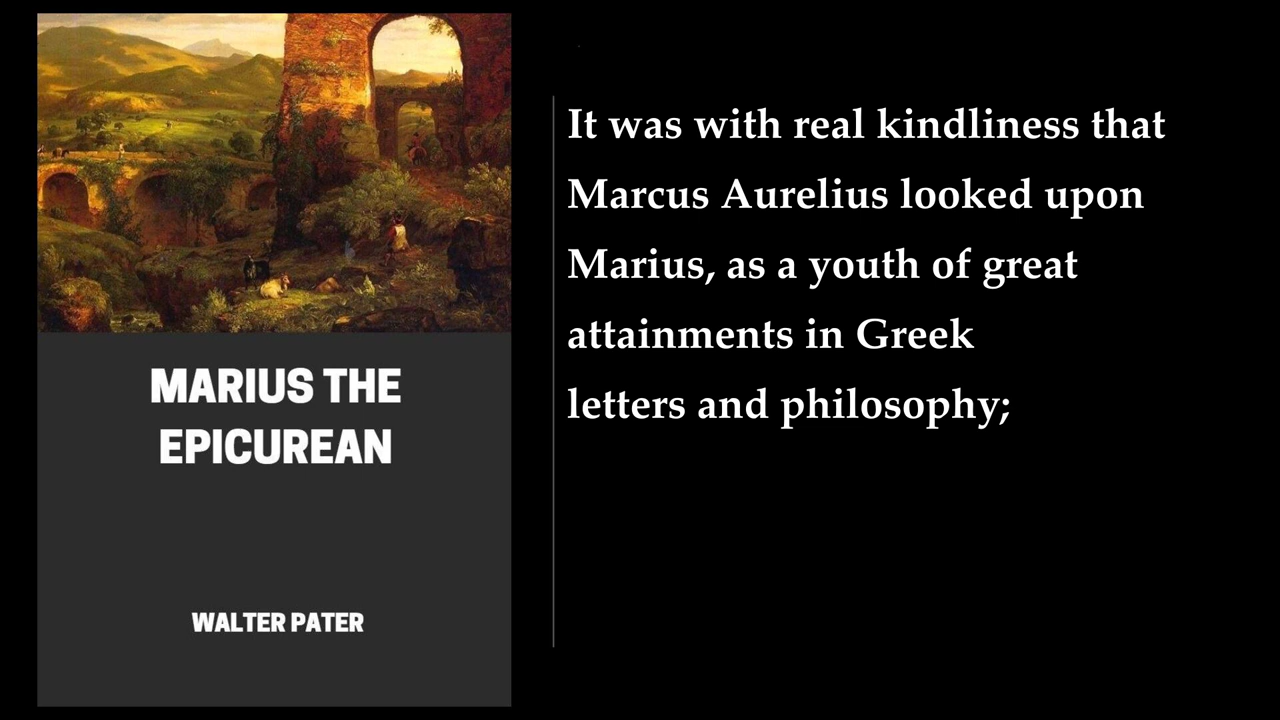 MARIUS THE
EPICUREAN
WALTER PATER
It was with real kindliness that
Marcus Aurelius looked upon
Marius, as a youth of great
attainments in Greek
letters and philosophy;